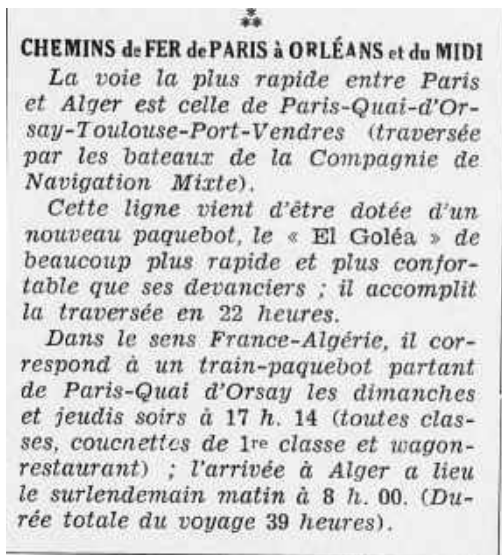 ***
CHEMINS de FER de PARIS à ORLÉANS et du MIDI
La voie la plus rapide entre Paris
et Alger est celle de Paris-Quai-d'Or-
say-Toulouse-Port-Vendres (traversée
par les bateaux de la Compagnie de
Navigation Mixte).
Cette ligne vient d'être dotée d'un
nouveau paquebot, le « El Goléa » de
beaucoup plus rapide et plus confor-
table que ses devanciers ; il accomplit
la traversée en 22 heures.
Dans le sens France-Algérie, il cor-
respond à un train-paquebot partant
de Paris-Quai d'Orsay les dimanches
et jeudis soirs à 17 h. 14 (toutes clas-
ses, coucnettes de 1re classe et wagon-
restaurant) ; l'arrivée à Alger a lieu
le surlendemain matin à 8 h. 00. (Du-
rée totale du voyage 39 heures).